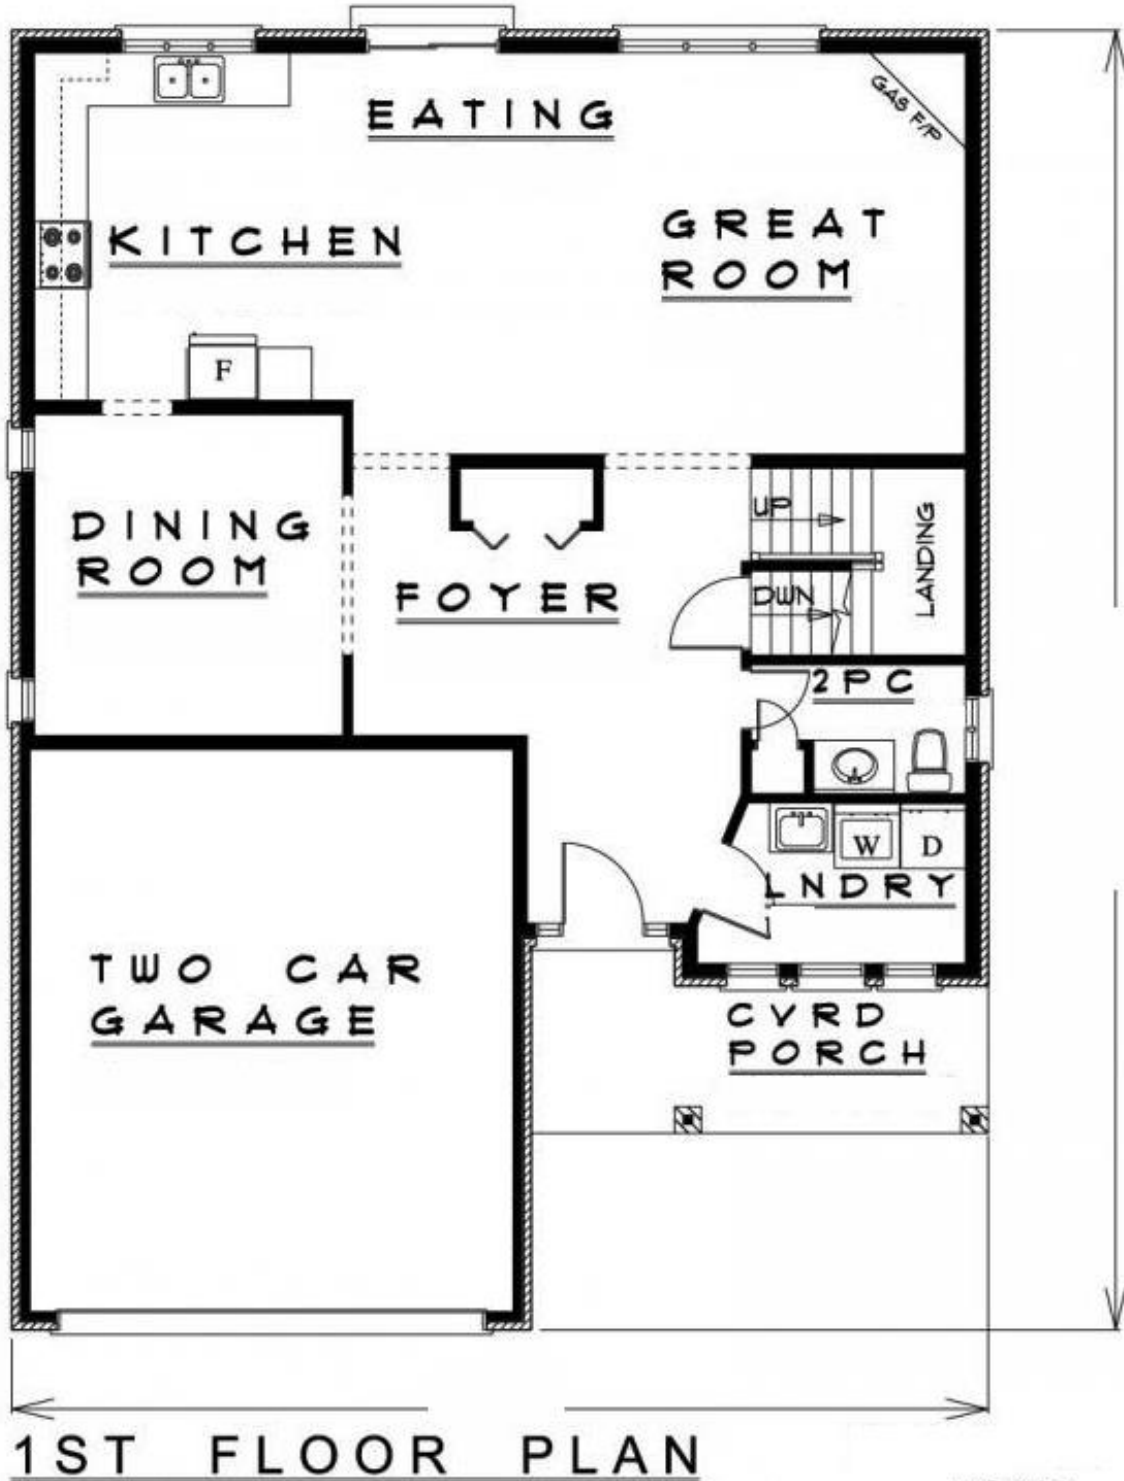 EATING
GAS F/P
KITCHEN
GREAT
ROOM
F
DINING
ROOM
FOYER
UP
DWN
LANDING
2PC
W
D
LNDRY
TWO CAR
GARAGE
CVRD
PORCH
1ST FLOOR PLAN